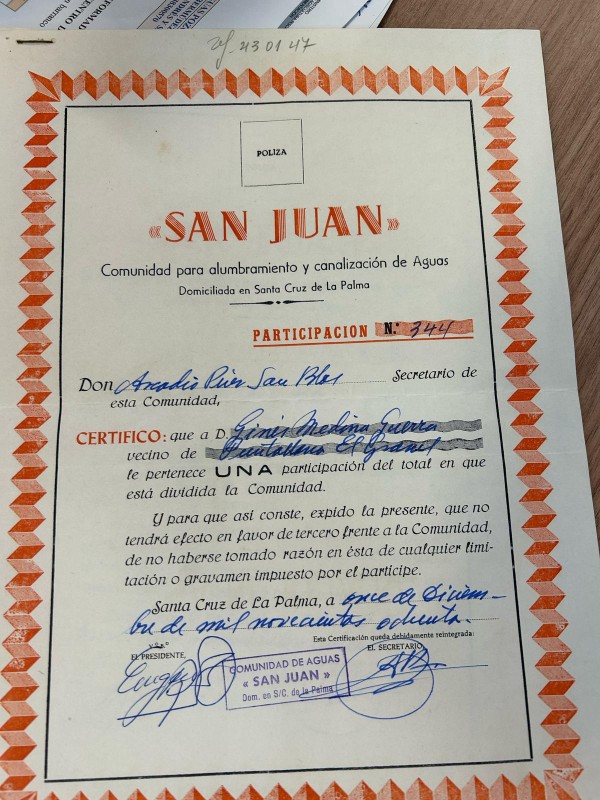 Rf. 43 01 47
POLIZA
«SAN JUAN»
Comunidad para alumbramiento y canalización de Aguas
Domiciliada en Santa Cruz de La Palma
PARTICIPACION N.º 344
Don Arcadio Pérez San Blas Secretario de
esta Comunidad,
CERTIFICO: que a D. Ginés Medina Guerra
vecino de Puntallana El Granel
le pertenece UNA participación del total en que
está dividida la Comunidad.
Y para que asi conste, expido la presente, que no
tendrá efecto en favor de tercero frente a la Comunidad,
de no haberse tomado razón en ésta de cualquier limi-
tación o gravamen impuesto por el partícipe.
Santa Cruz de La Palma, a once de Diciem-
bre de mil novecientos ochenta.
Esta Certificación queda debidamente reintegrada:
V.º B.º
EL PRESIDENTE,
EL SECRETARIO,
COMUNIDAD DE AGUAS
« SAN JUAN »
Dom. en S/C. de la Palma